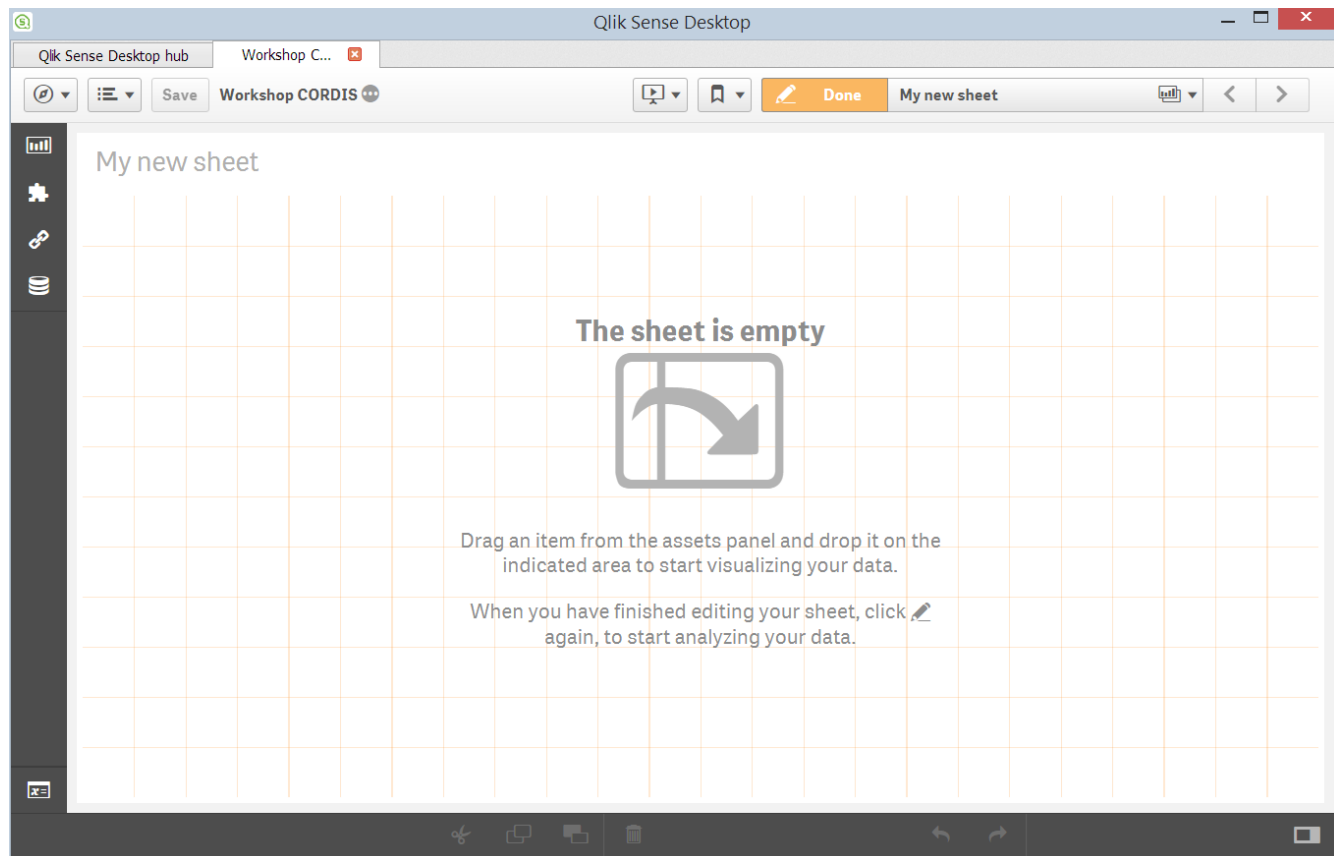 Qlik Sense Desktop
Qlik Sense Desktop hub
Workshop C...
Save
Workshop CORDIS
Done
My new sheet
My new sheet
The sheet is empty
Drag an item from the assets panel and drop it on the
indicated area to start visualizing your data.
When you have finished editing your sheet, click
again, to start analyzing your data.
x=